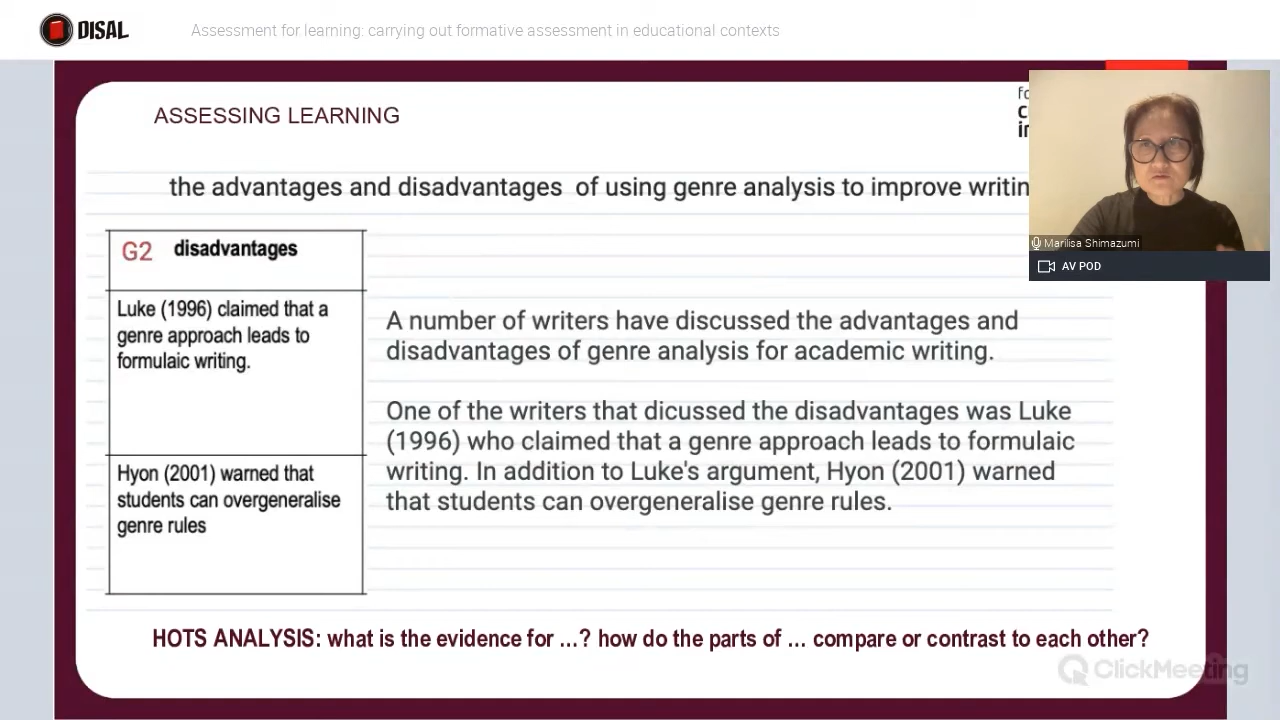 DISAL
Assessment for learning: carrying out formative assessment in educational contexts
ASSESSING LEARNING
the advantages and disadvantages of using genre analysis to improve
G2 disadvantages
Luke (1996) claimed that a
genre approach leads to
formulaic writing.
Hyon (2001) warned that
students can overgeneralise
genre rules
A number of writers have discussed the advantages and
disadvantages of genre analysis for academic writing.
One of the writers that dicussed the disadvantages was Luke
(1996) who claimed that a genre approach leads to formulaic
writing. In addition to Luke's argument, Hyon (2001) warned
that students can overgeneralise genre rules.
HOTS ANALYSIS: what is the evidence for ...? how do the parts of ... compare or contrast to each other?
Marilisa Shimazumi
AV POD
ClickMeeting